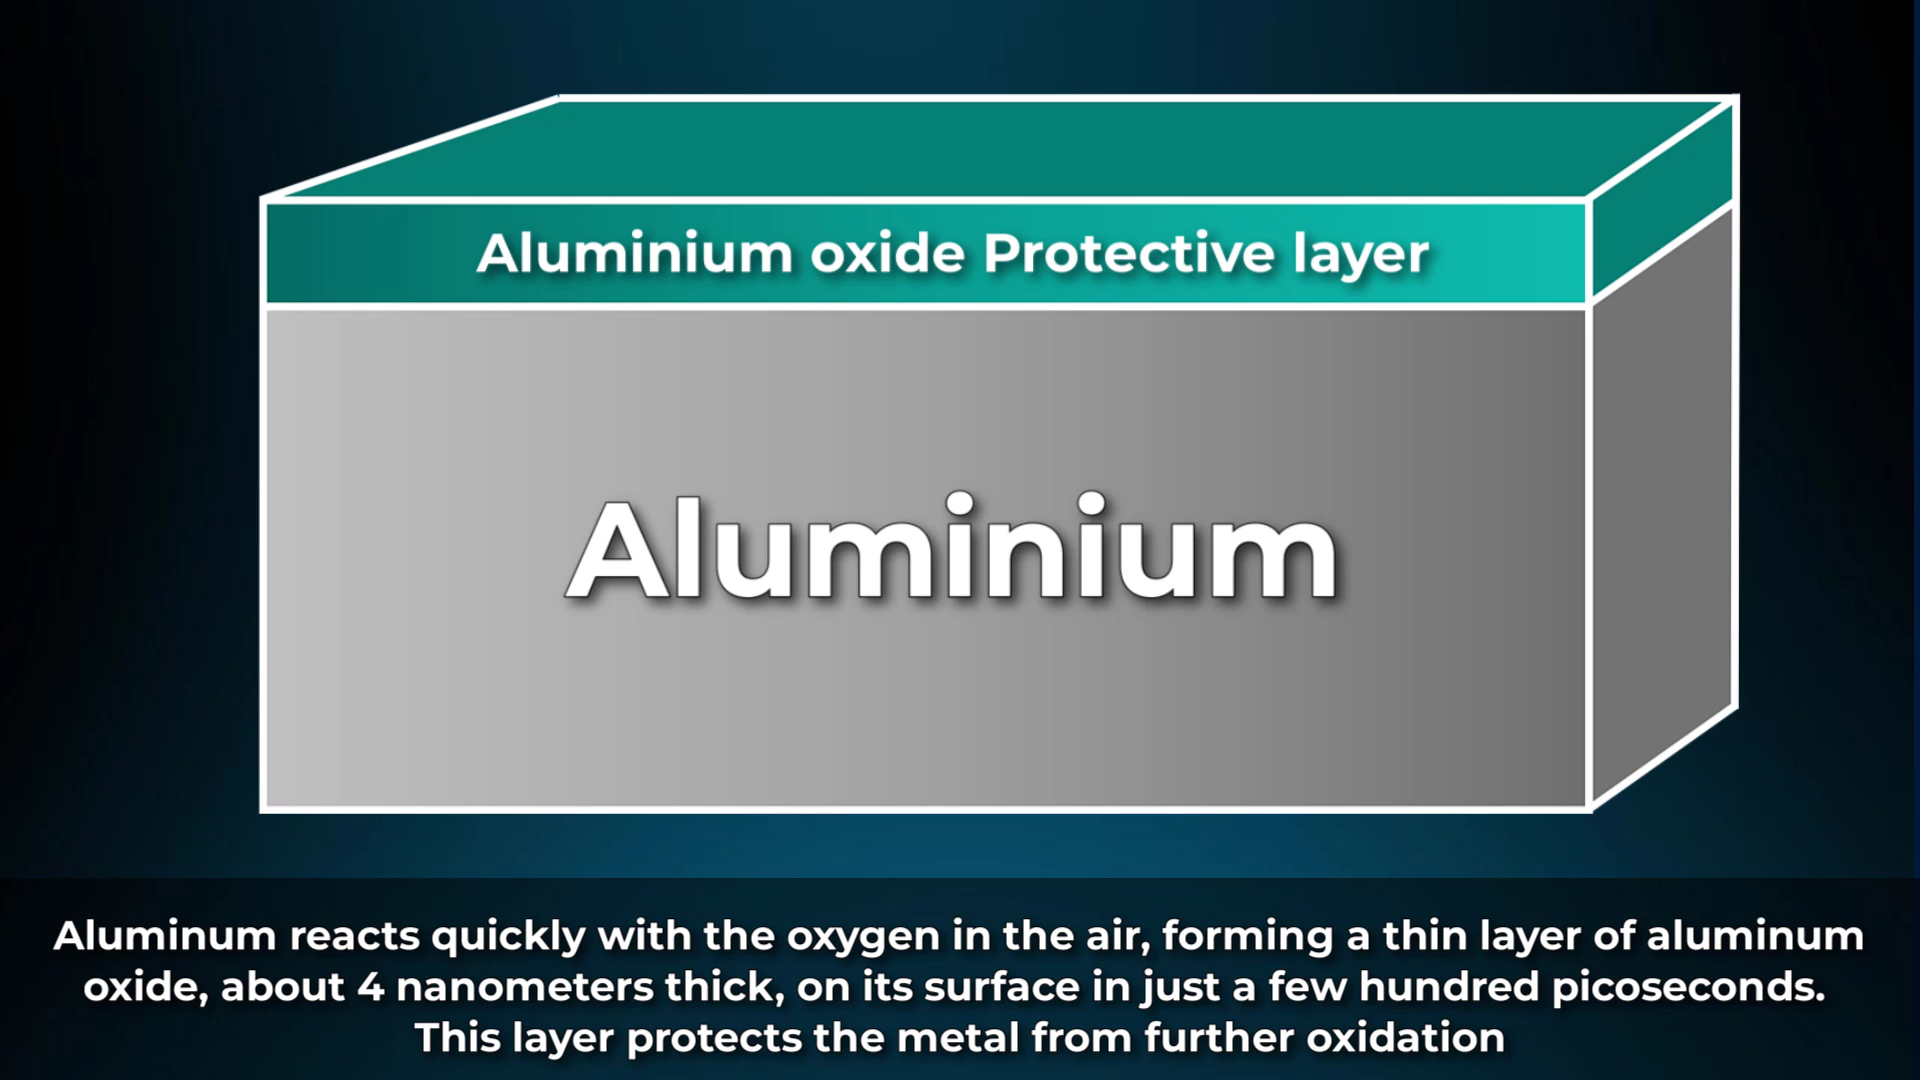 Aluminium oxide Protective layer
Aluminium
Aluminum reacts quickly with the oxygen in the air, forming a thin layer of aluminum
oxide, about 4 nanometers thick, on its surface in just a few hundred picoseconds.
This layer protects the metal from further oxidation